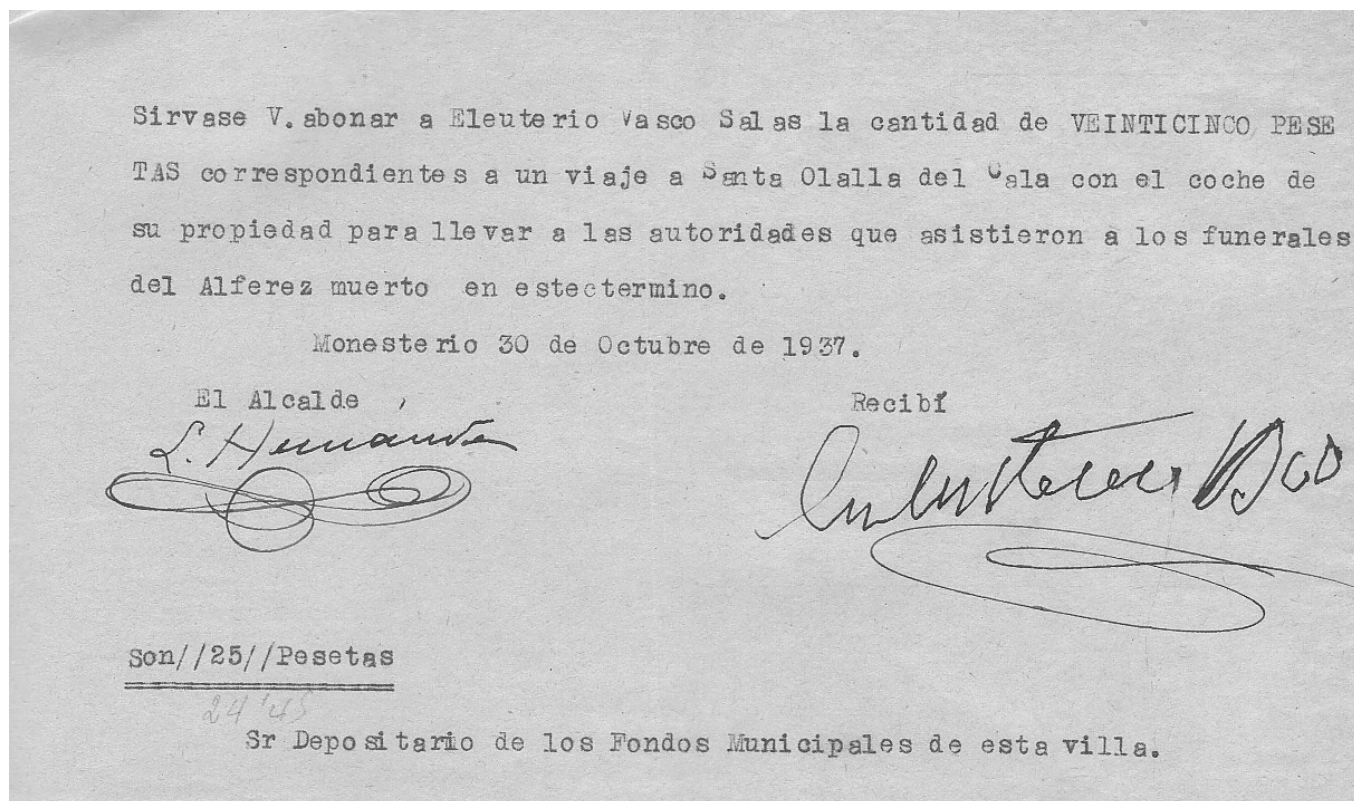 Sirvase V. abonar a Eleuterio Vasco Salas la cantidad de VEINTICINCO PESE
TAS correspondientes a un viaje a Santa Olalla del Cala con el coche de
su propiedad para llevar a las autoridades que asistieron a los funerales
del Alferez muerto en estectermino.
Monesterio 30 de Octubre de 1937.
El Alcalde Recibí
L. Hernandez
Son//25//Pesetas
24'45
Sr Depositario de los Fondos Municipales de esta villa.